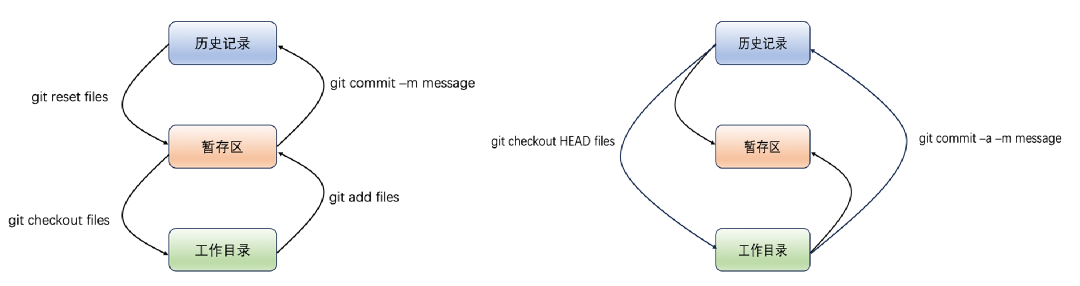 历史记录
git reset files
git commit –m message
暂存区
git checkout files
git add files
工作目录
历史记录
git checkout HEAD files
git commit –a –m message
暂存区
工作目录